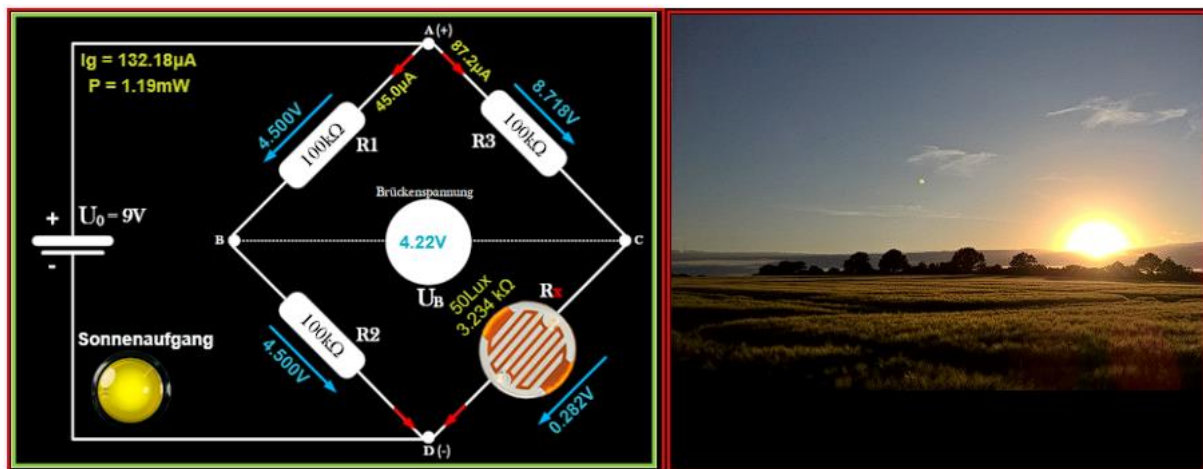 Ig = 132.18µA
P = 1.19mW
A (+)
87.2µA
45.0µA
4.500V
8.718V
100kΩ
R1
100kΩ
R3
Brückenspannung
+
U0 = 9V
-
B
4.22V
C
UB
50Lux
3.234 kΩ
Rx
100kΩ
R2
Sonnenaufgang
4.500V
0.282V
D (-)